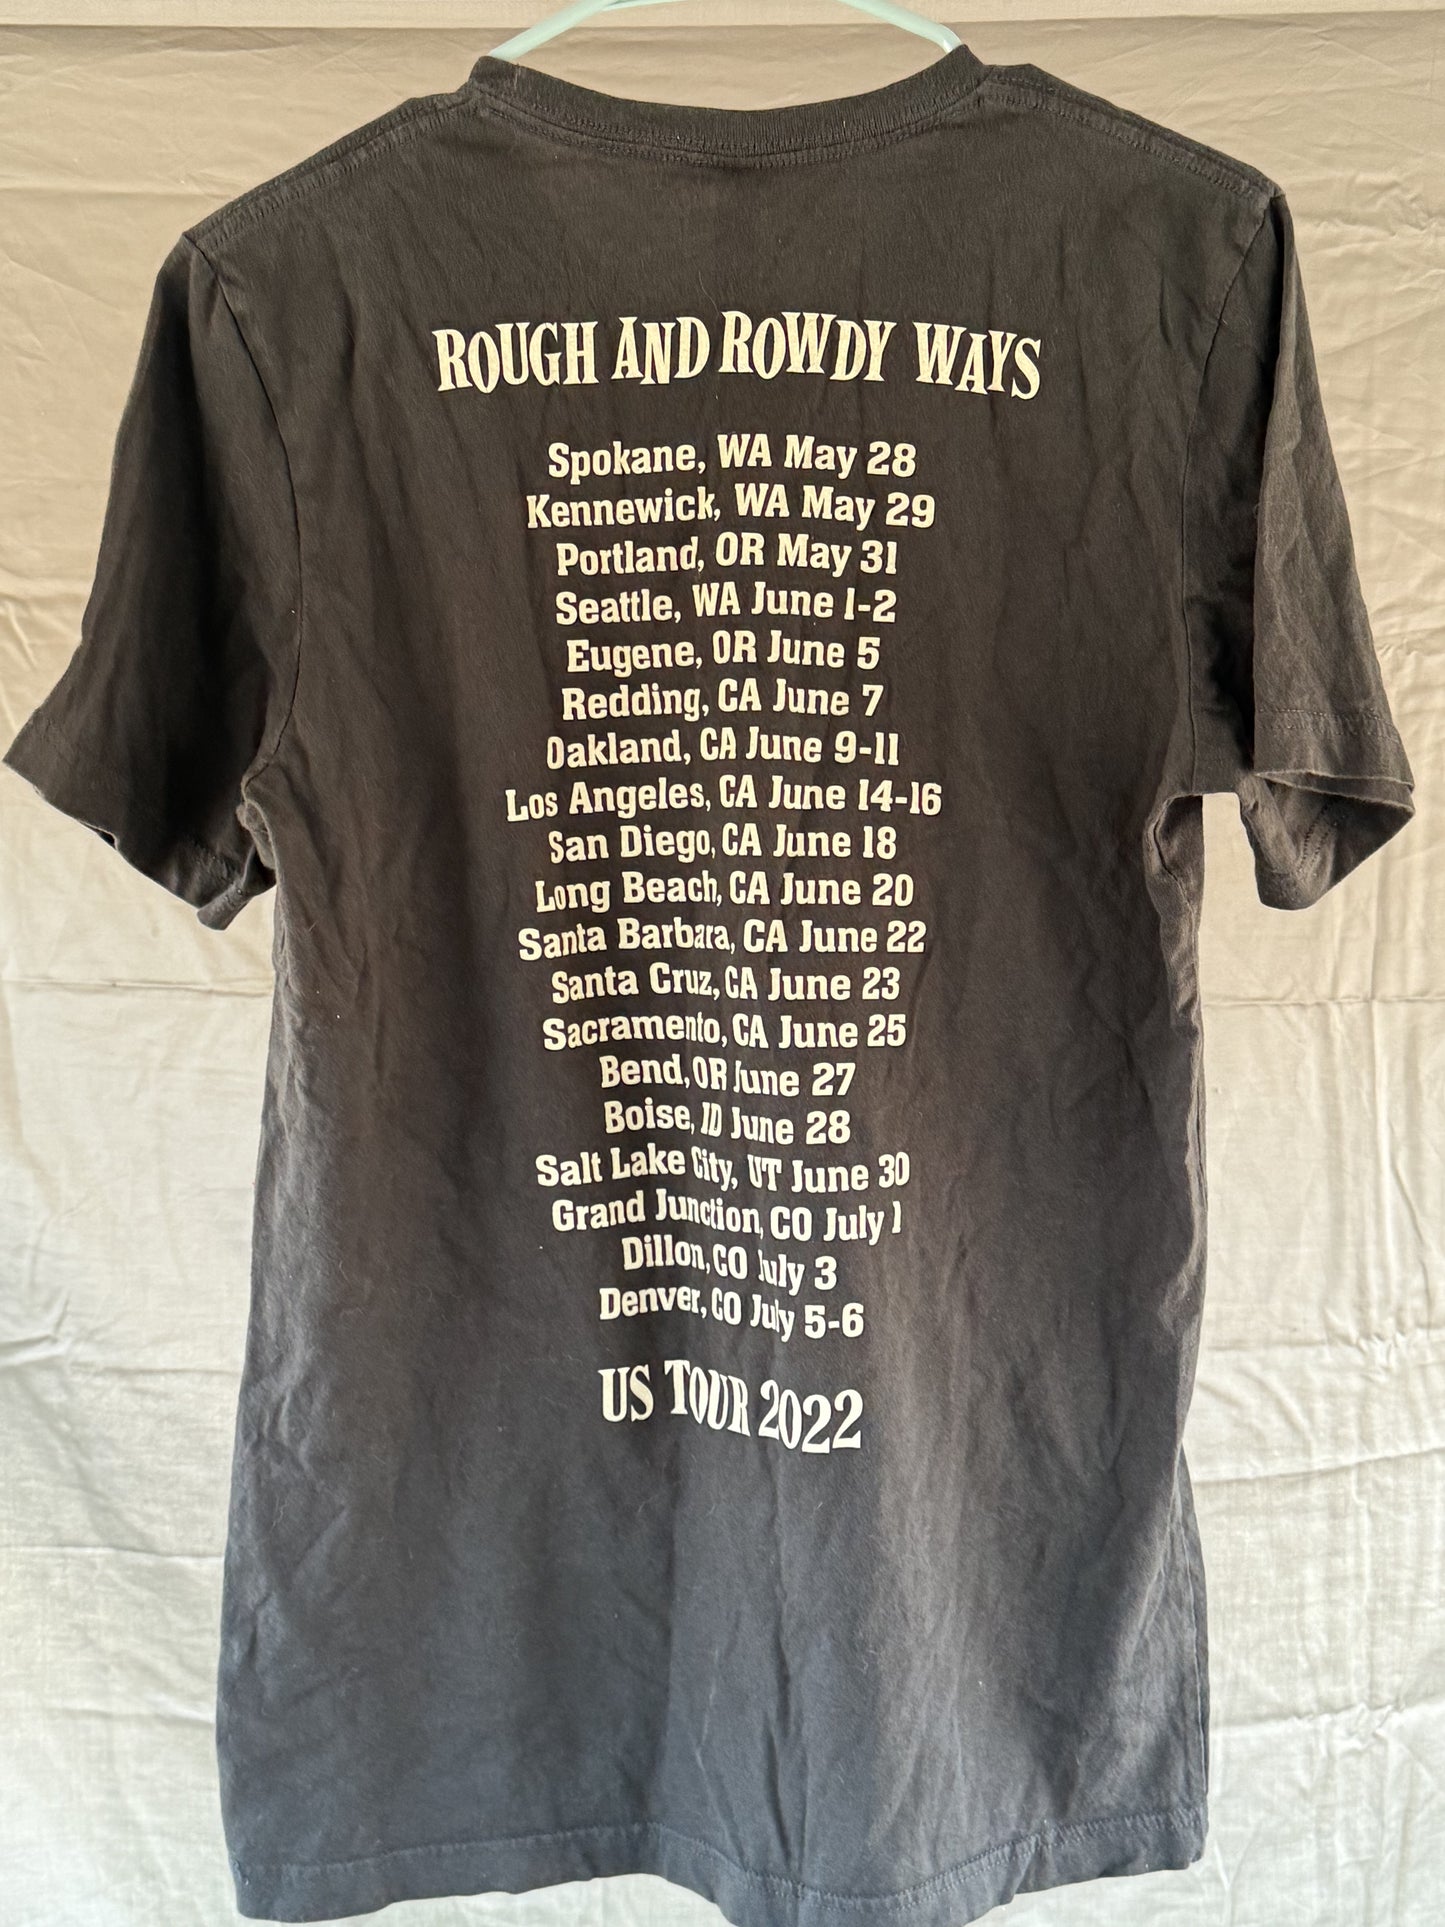 ROUGH AND ROWDY WAYS
Spokane, WA May 28
Kennewick, WA May 29
Portland, OR May 31
Seattle, WA June 1-2
Eugene, OR June 5
Redding, CA June 7
Oakland, CA June 9-11
Los Angeles, CA June 14-16
San Diego, CA June 18
Long Beach, CA June 20
Santa Barbara, CA June 22
Santa Cruz, CA June 23
Sacramento, CA June 25
Bend, OR June 27
Boise, ID June 28
Salt Lake City, UT June 30
Grand Junction, CO July 1
Dillon, CO July 3
Denver, CO July 5-6
US TOUR 2022